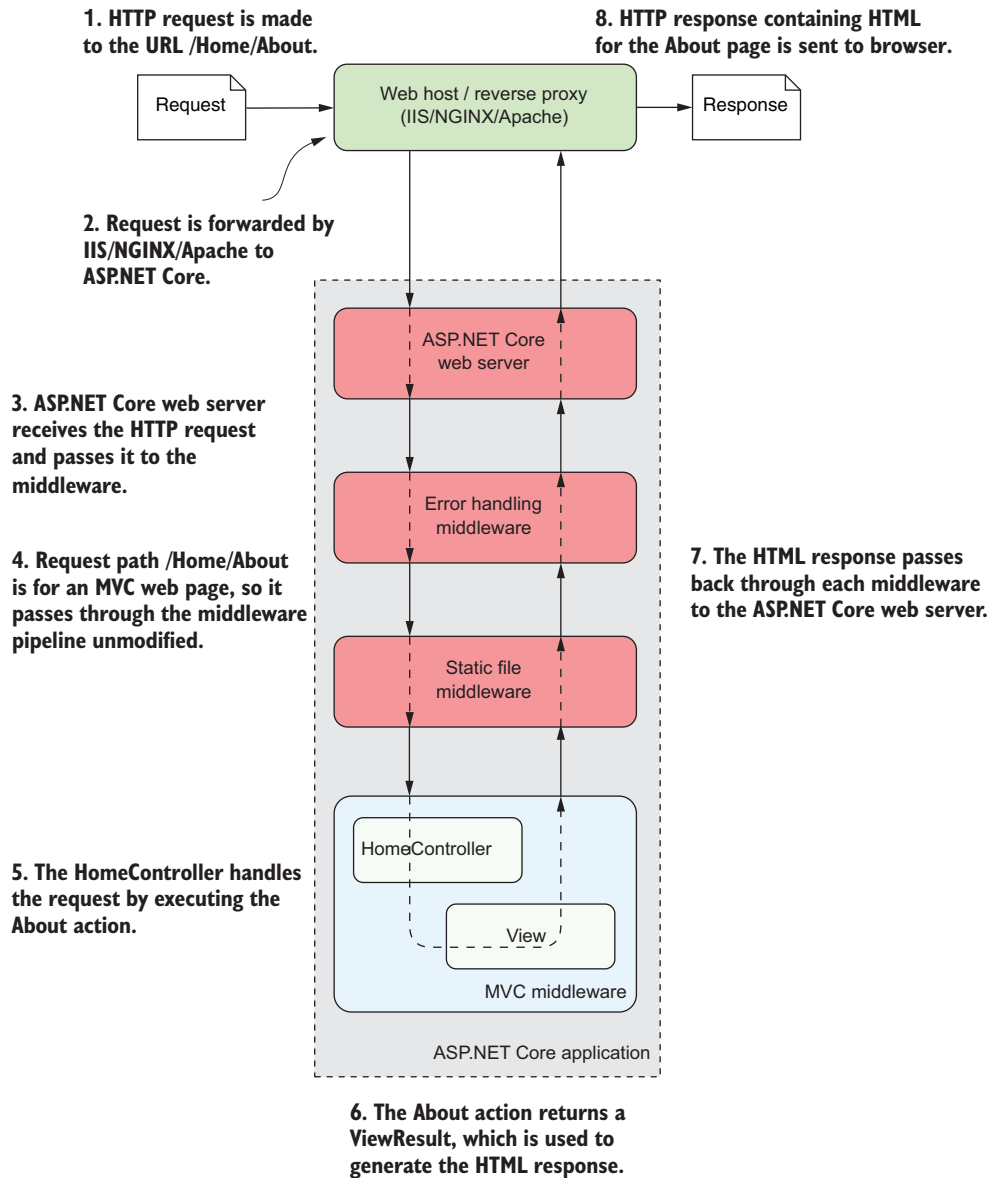 1. HTTP request is made
to the URL /Home/About.
8. HTTP response containing HTML
for the About page is sent to browser.
Request
Web host / reverse proxy
(IIS/NGINX/Apache)
Response
2. Request is forwarded by
IIS/NGINX/Apache to
ASP.NET Core.
ASP.NET Core
web server
3. ASP.NET Core web server
receives the HTTP request
and passes it to the
middleware.
Error handling
middleware
4. Request path /Home/About
is for an MVC web page, so it
passes through the middleware
pipeline unmodified.
7. The HTML response passes
back through each middleware
to the ASP.NET Core web server.
Static file
middleware
HomeController
5. The HomeController handles
the request by executing the
About action.
View
MVC middleware
ASP.NET Core application
6. The About action returns a
ViewResult, which is used to
generate the HTML response.